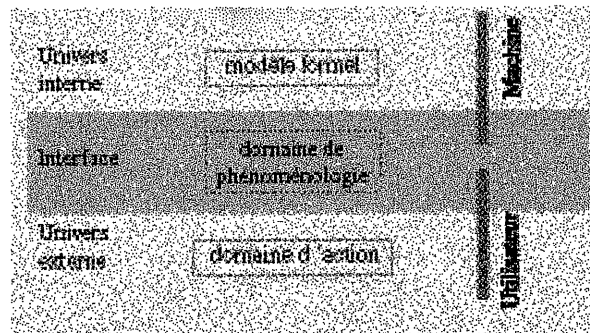 Univers
interne
modèle formel
Machine
Interface
domaine de
phénoménologie
Univers
externe
domaine d' action
Utilisateur